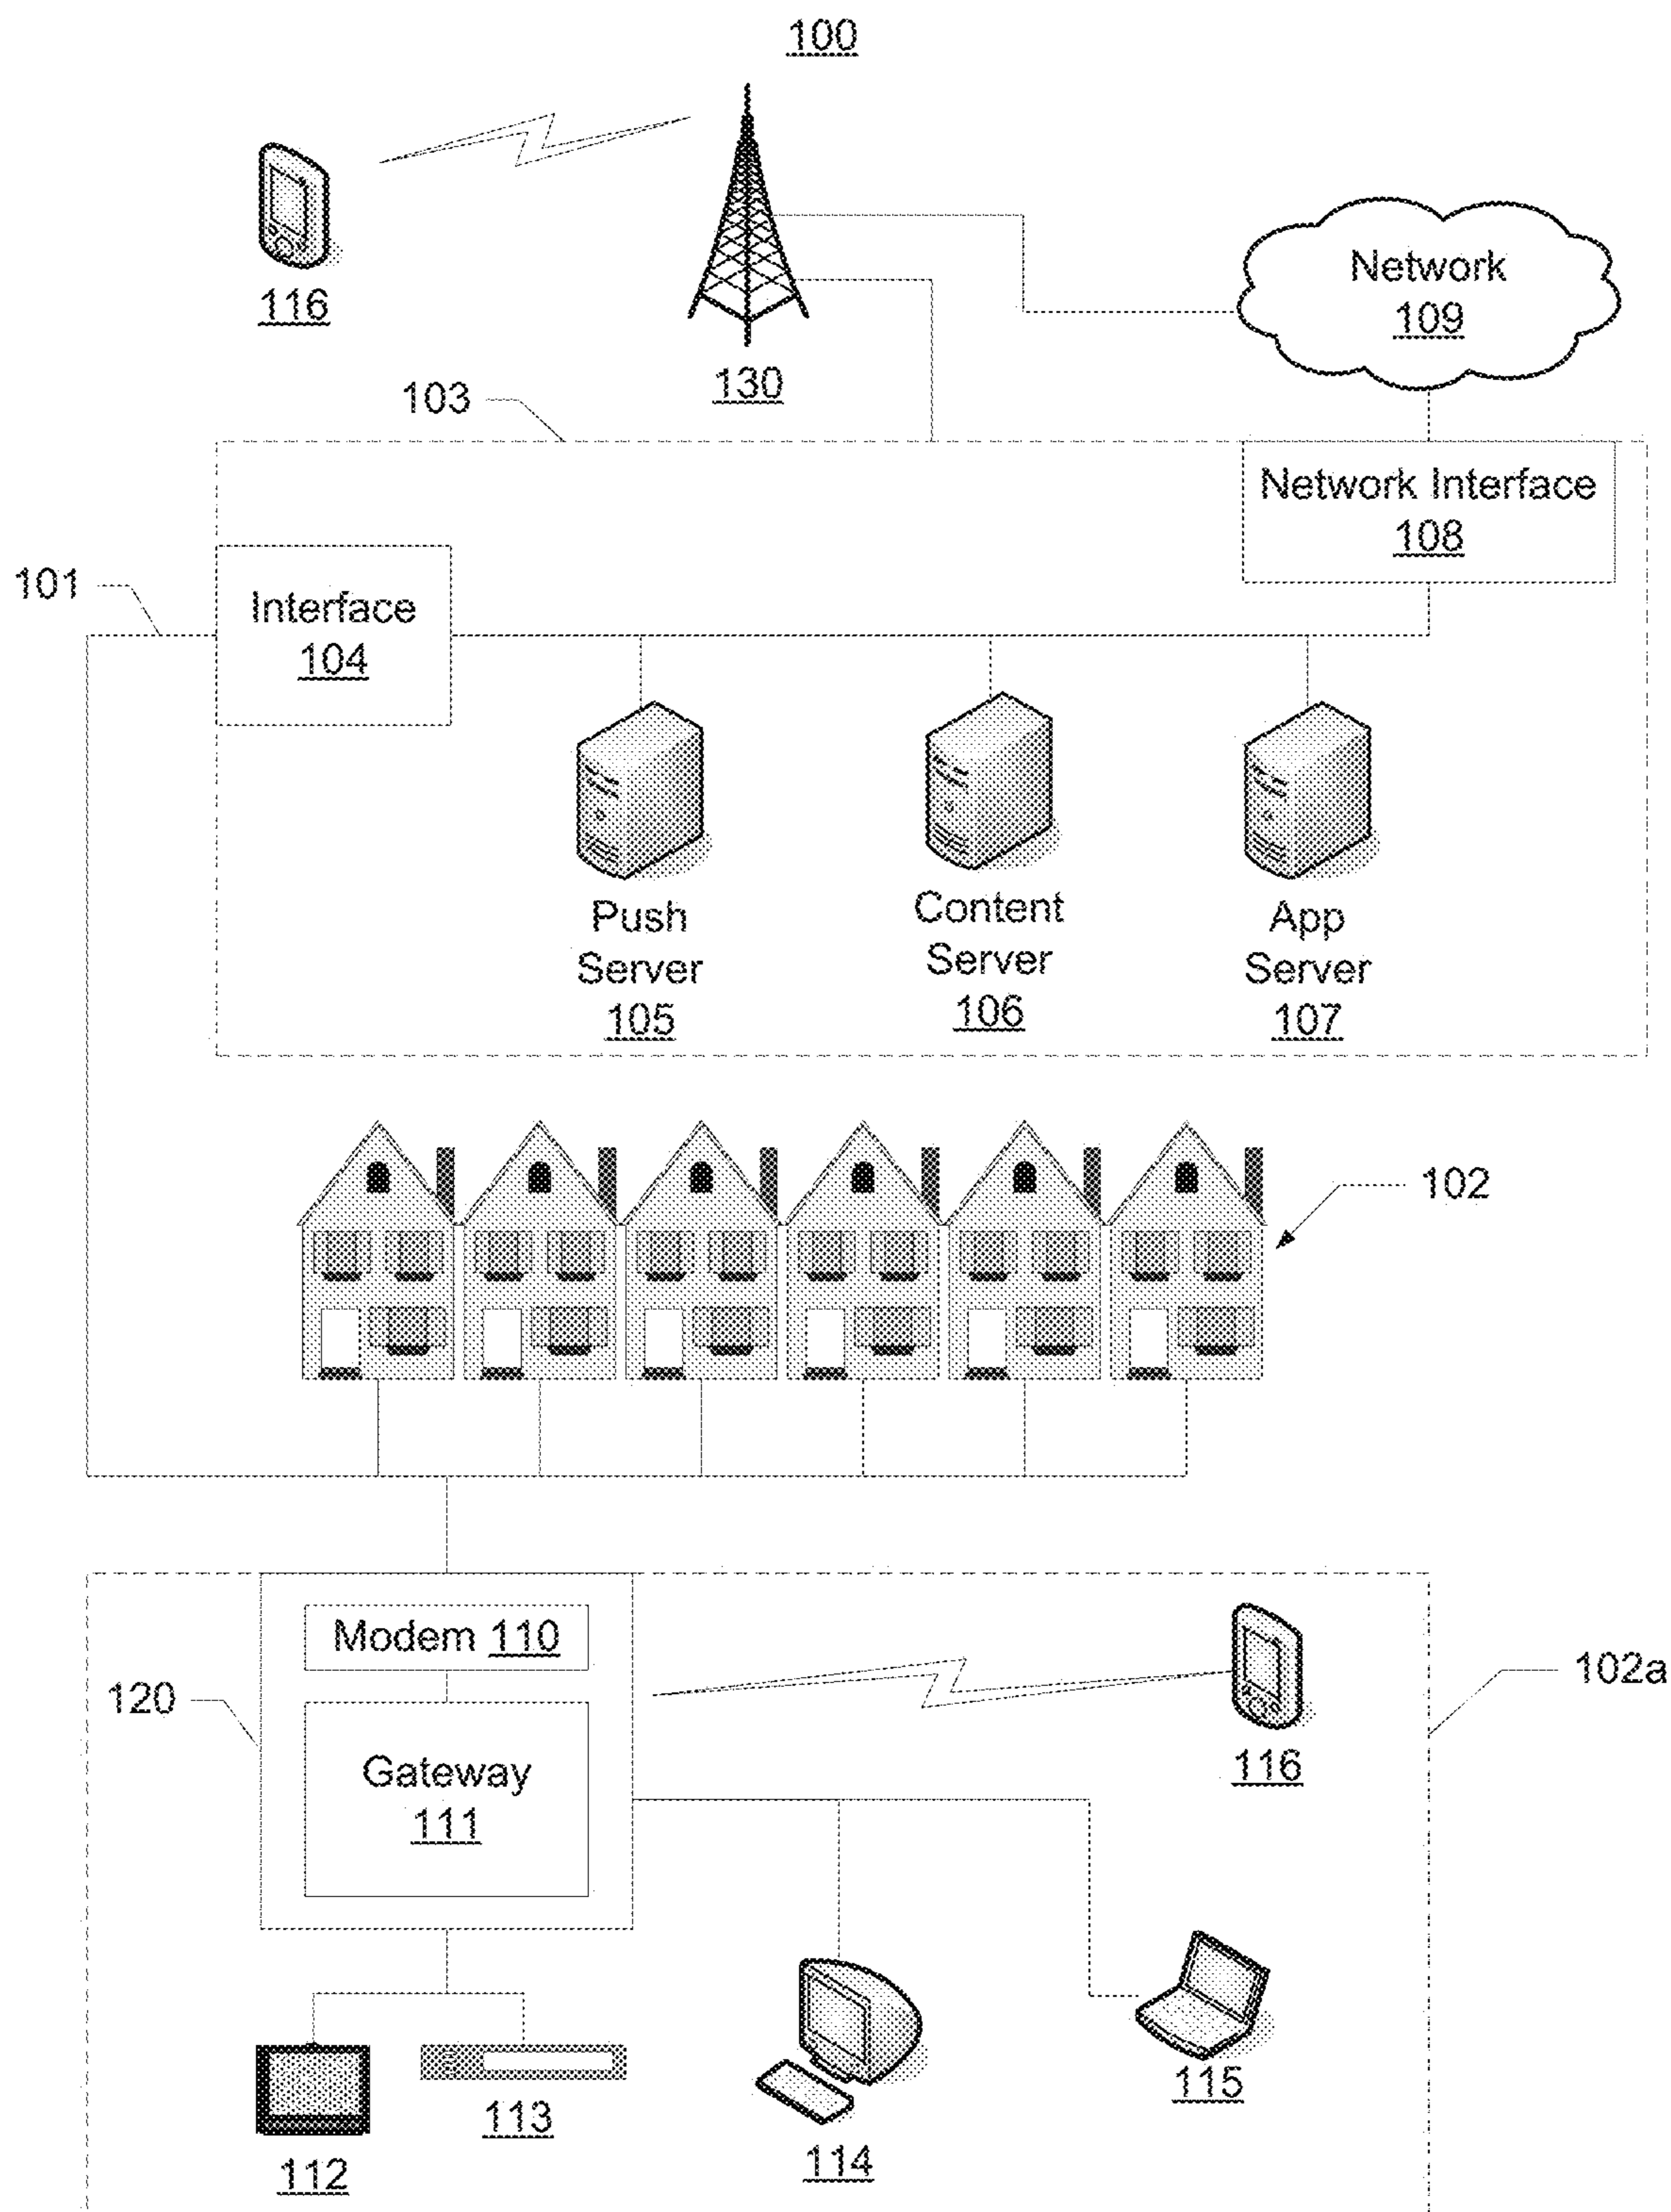 100
116
130
Network
109
103
Network Interface
108
101
Interface
104
Push
Server
105
Content
Server
106
App
Server
107
102
Modem 110
120
102a
Gateway
111
116
112
113
114
115